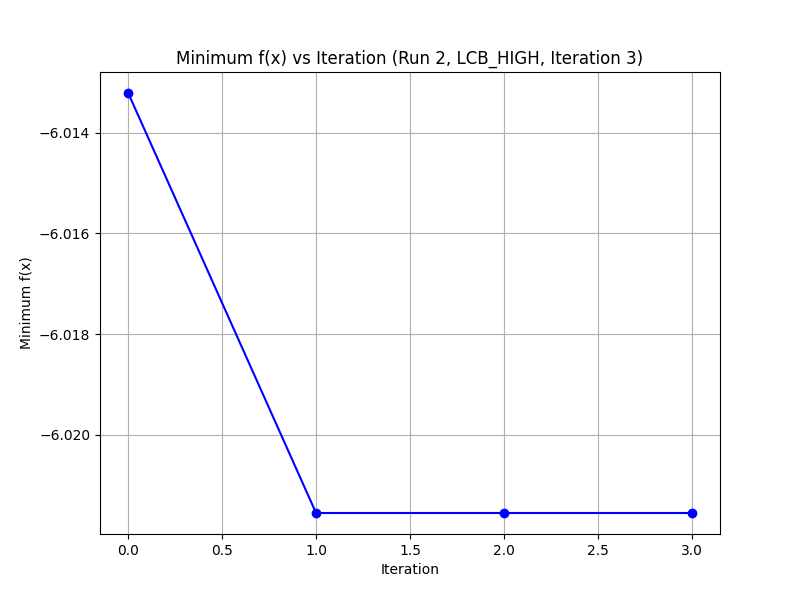 Minimum f(x) vs Iteration (Run 2, LCB_HIGH, Iteration 3)
Minimum f(x)
−6.014
−6.016
−6.018
−6.020
0.0 0.5 1.0 1.5 2.0 2.5 3.0
Iteration